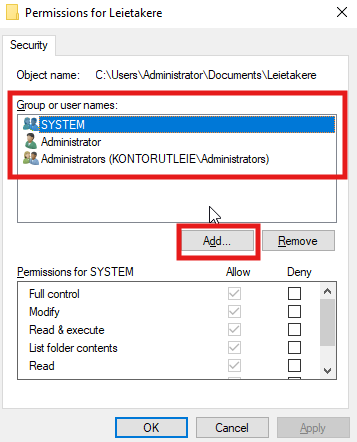 Permissions for Leietakere
Security
Object name: C:\Users\Administrator\Documents\Leietakere
Group or user names:
SYSTEM
Administrator
Administrators (KONTORUTLEIE\Administrators)
Add... Remove
Permissions for SYSTEM Allow Deny
Full control
Modify
Read & execute
List folder contents
Read
OK Cancel Apply